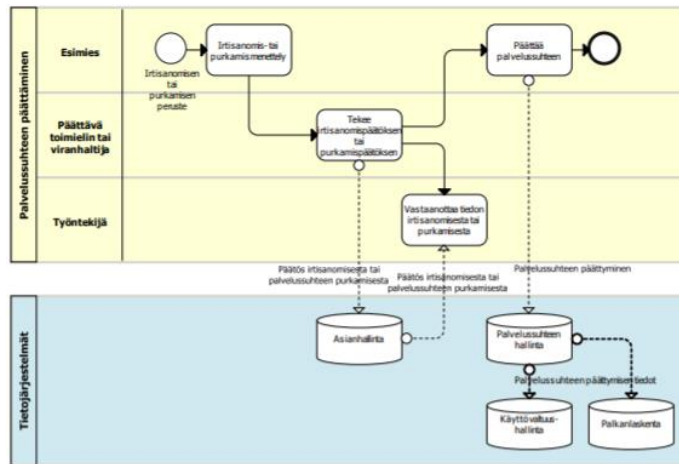 Palvelussuhteen päättäminen
Esimies
Irtisanomisen
tai
purkamisen
peruste
Irtisanomis- tai
purkamismenettely
Päättää
palvelussuhteen
Päättävä
toimielin tai
viranhaltija
Tekee
irtisanomispäätöksen
tai
purkamispäätöksen
Työntekijä
Vastaanottaa tiedon
irtisanomisesta tai
purkamisesta
Päätös irtisanomisesta tai
palvelussuhteen purkamisesta
Päätös irtisanomisesta tai
palvelussuhteen purkamisesta
Palvelussuhteen päättyminen
Tietojärjestelmät
Asianhallinta
Palvelussuhteen
hallinta
Palvelussuhteen päättymisen tiedot
Käyttövaltuus-
hallinta
Palkanlaskenta